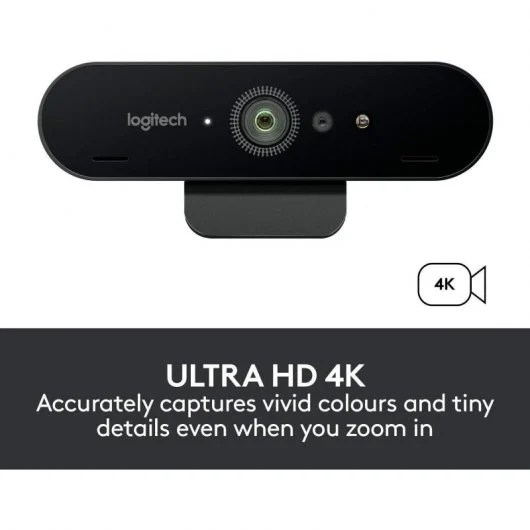 logitech
4K
ULTRA HD 4K
Accurately captures vivid colours and tiny
details even when you zoom in